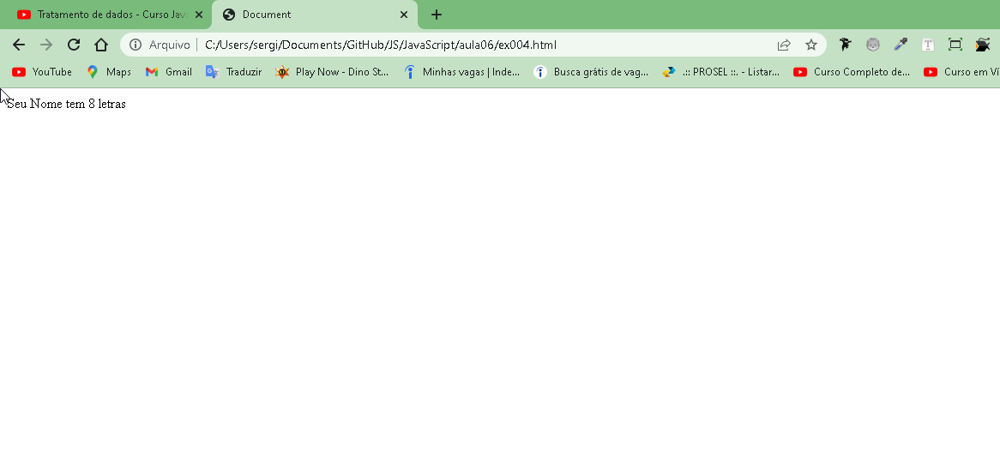 Tratamento de dados - Curso Java
Document
Arquivo C:/Users/sergi/Documents/GitHub/JS/JavaScript/aula06/ex004.html
YouTube Maps Gmail Traduzir Play Now - Dino St... Minhas vagas | Inde... Busca grátis de vag... .:: PROSEL ::. - Listar... Curso Completo de... Curso em Ví
Seu Nome tem 8 letras